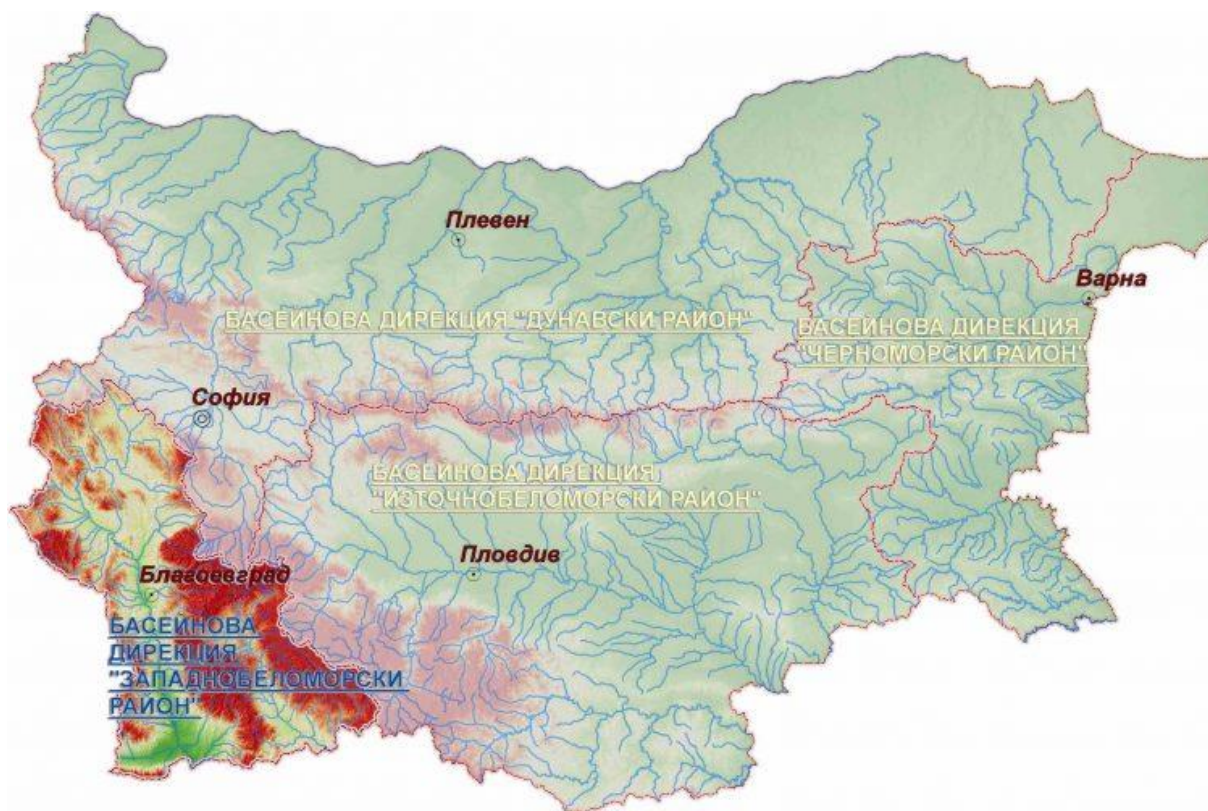 Плевен
Варна
БАСЕЙНОВА ДИРЕКЦИЯ "ДУНАВСКИ РАЙОН"
БАСЕЙНОВА ДИРЕКЦИЯ
"ЧЕРНОМОРСКИ РАЙОН"
София
БАСЕЙНОВА ДИРЕКЦИЯ
"ИЗТОЧНОБЕЛОМОРСКИ РАЙОН"
Пловдив
Благоевград
БАСЕЙНОВА
ДИРЕКЦИЯ
"ЗАПАДНОБЕЛОМОРСКИ
РАЙОН"